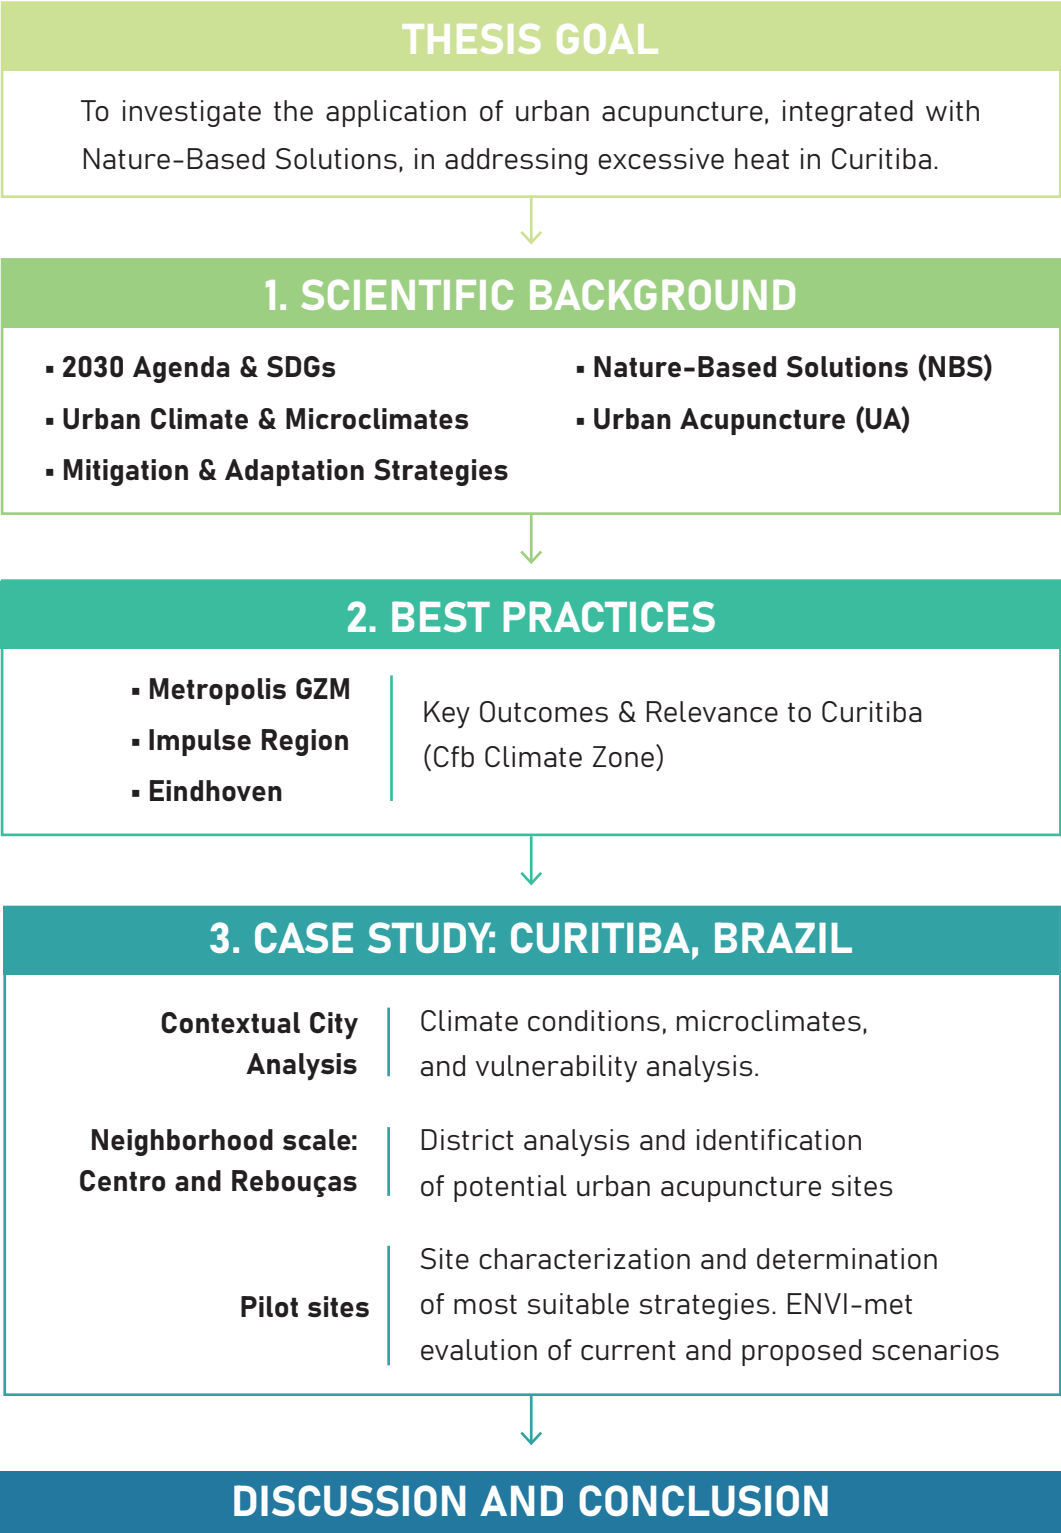 THESIS GOAL
To investigate the application of urban acupuncture, integrated with
Nature-Based Solutions, in addressing excessive heat in Curitiba.
1. SCIENTIFIC BACKGROUND
▪ 2030 Agenda & SDGs
▪ Urban Climate & Microclimates
▪ Mitigation & Adaptation Strategies
▪ Nature-Based Solutions (NBS)
▪ Urban Acupuncture (UA)
2. BEST PRACTICES
▪ Metropolis GZM
▪ Impulse Region
▪ Eindhoven
Key Outcomes & Relevance to Curitiba
(Cfb Climate Zone)
3. CASE STUDY: CURITIBA, BRAZIL
Contextual City
Analysis
Climate conditions, microclimates,
and vulnerability analysis.
Neighborhood scale:
Centro and Rebouças
District analysis and identification
of potential urban acupuncture sites
Pilot sites
Site characterization and determination
of most suitable strategies. ENVI-met
evalution of current and proposed scenarios
DISCUSSION AND CONCLUSION